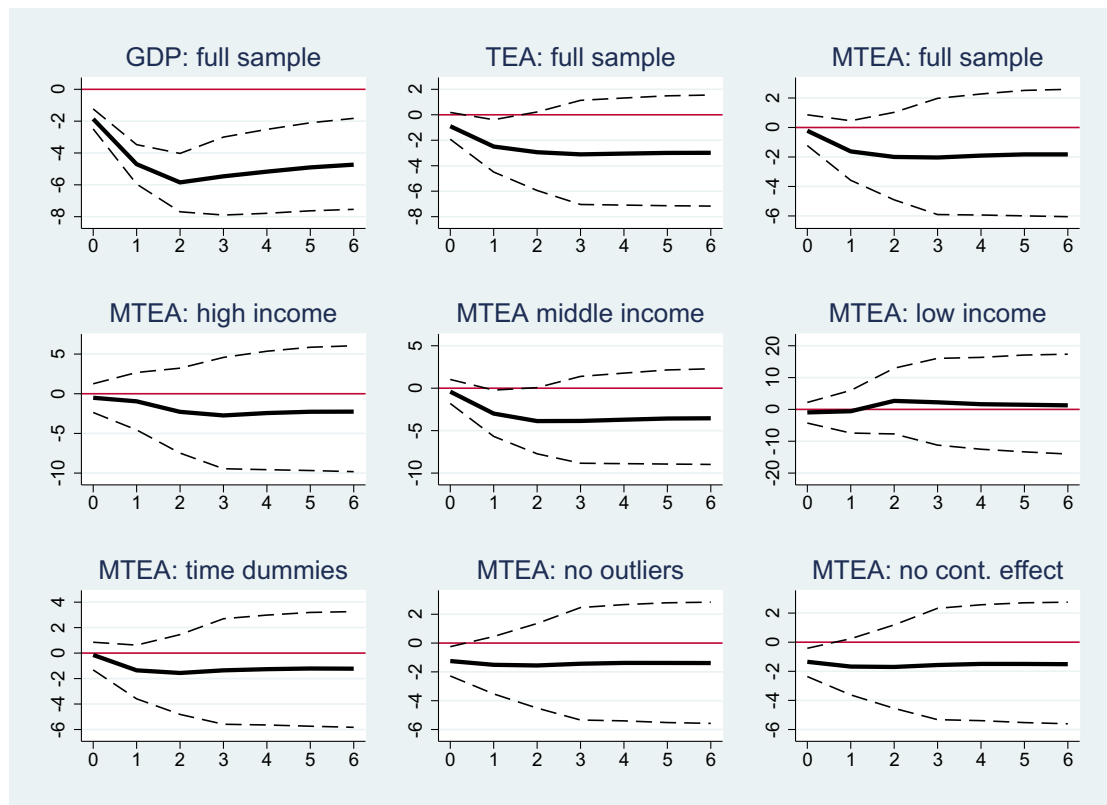 GDP: full sample
TEA: full sample
MTEA: full sample
0
-2
-4
-6
-8
0 1 2 3 4 5 6
2
0
-2
-4
-6
-8
0 1 2 3 4 5 6
2
0
-2
-4
-6
0 1 2 3 4 5 6
MTEA: high income
MTEA middle income
MTEA: low income
5
0
-5
-10
0 1 2 3 4 5 6
5
0
-5
-10
0 1 2 3 4 5 6
20
10
0
-10
-20
0 1 2 3 4 5 6
MTEA: time dummies
MTEA: no outliers
MTEA: no cont. effect
4
2
0
-2
-4
-6
0 1 2 3 4 5 6
2
0
-2
-4
-6
0 1 2 3 4 5 6
2
0
-2
-4
-6
0 1 2 3 4 5 6